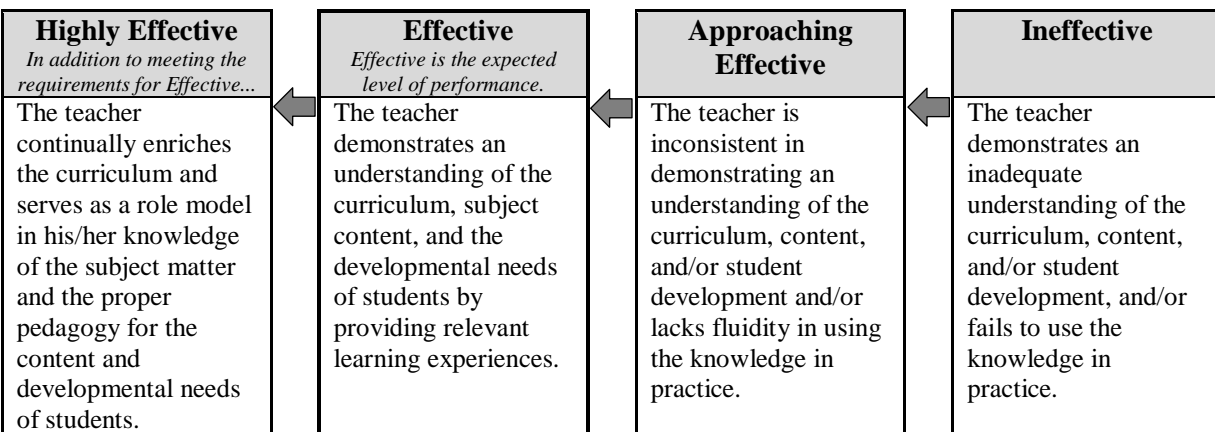 Highly Effective
In addition to meeting the
requirements for Effective...
The teacher
continually enriches
the curriculum and
serves as a role model
in his/her knowledge
of the subject matter
and the proper
pedagogy for the
content and
developmental needs
of students.
Effective
Effective is the expected
level of performance.
The teacher
demonstrates an
understanding of the
curriculum, subject
content, and the
developmental needs
of students by
providing relevant
learning experiences.
Approaching
Effective
The teacher is
inconsistent in
demonstrating an
understanding of the
curriculum, content,
and/or student
development and/or
lacks fluidity in using
the knowledge in
practice.
Ineffective
The teacher
demonstrates an
inadequate
understanding of the
curriculum, content,
and/or student
development, and/or
fails to use the
knowledge in
practice.